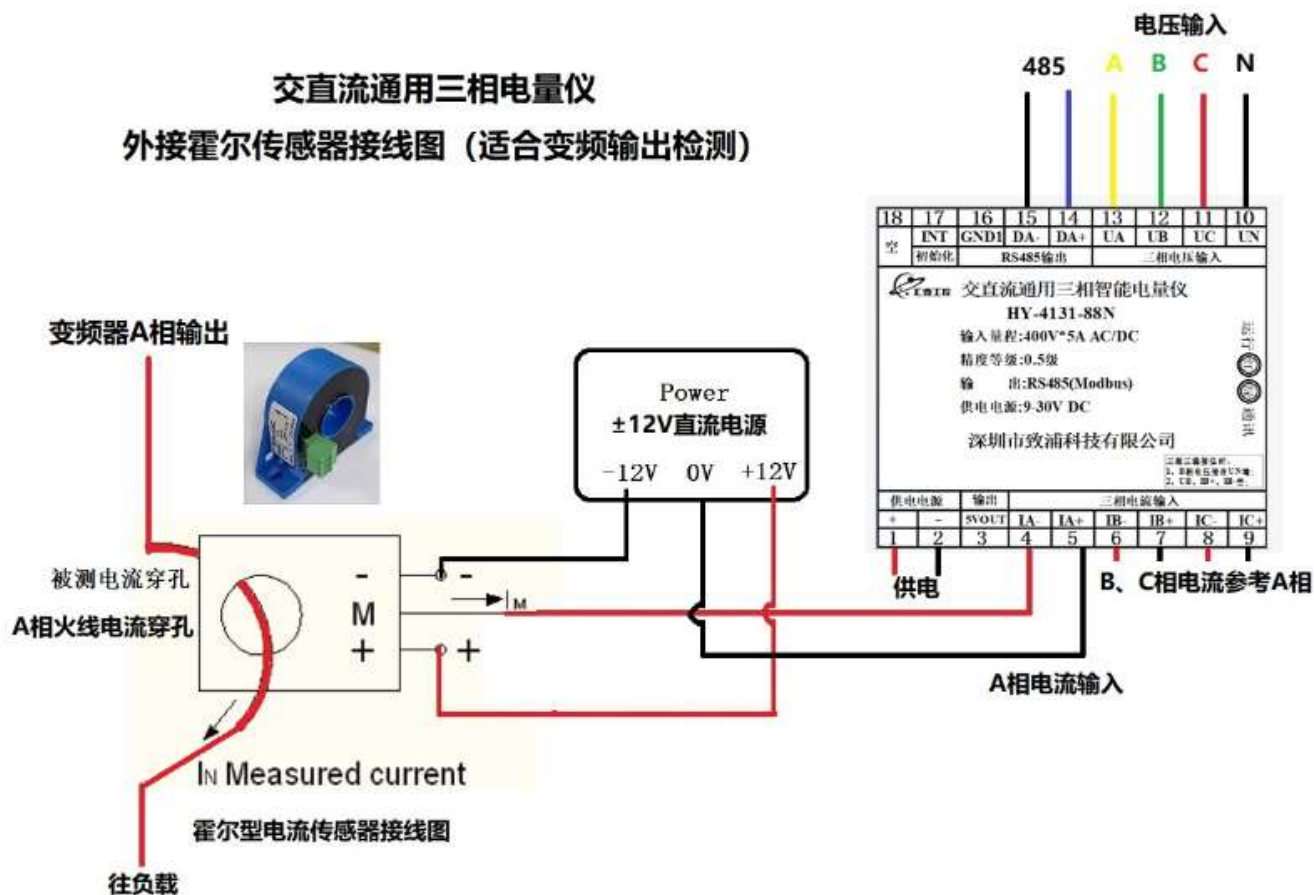 交直流通用三相电量仪
外接霍尔传感器接线图（适合变频输出检测）
电压输入
485 A B C N
18 17 16 15 14 13 12 11 10
空 INT GND1 DA- DA+ UA UB UC UN
初始化 RS485输出 三相电压输入
交直流通用三相智能电量仪
HY-4131-88N
输入量程:400V*5A AC/DC
精度等级:0.5级
输 出:RS485(Modbus)
供电电源:9-30V DC
深圳市致浦科技有限公司
运行
通讯
供电电源 输出 三相电流输入
+ - 5VOUT IA- IA+ IB- IB+ IC- IC+
1 2 3 4 5 6 7 8 9
供电
B、C相电流参考A相
A相电流输入
变频器A相输出
Power
±12V直流电源
-12V 0V +12V
被测电流穿孔
A相火线电流穿孔
- -
M IM
+ +
IN Measured current
霍尔型电流传感器接线图
往负载